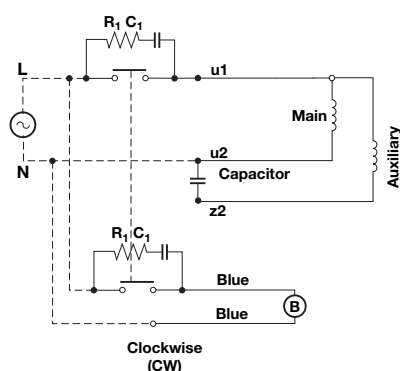 R1 C1
L
u1
Main
Auxiliary
N
u2
Capacitor
z2
R1 C1
Blue
B
Blue
Clockwise
(CW)